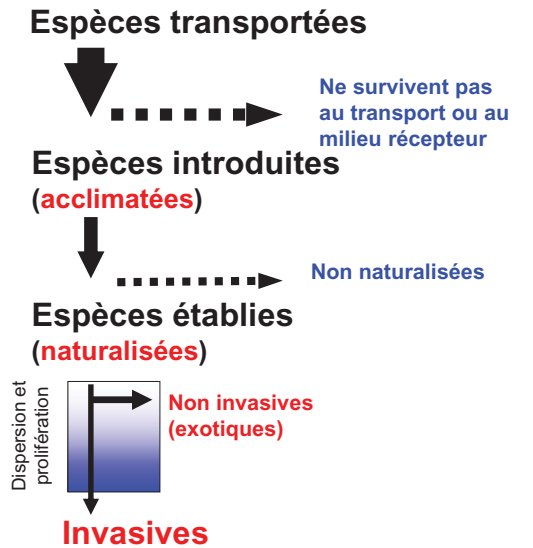 Espèces transportées
Ne survivent pas
au transport ou au
milieu récepteur
Espèces introduites
(acclimatées)
Non naturalisées
Espèces établies
(naturalisées)
Dispersion et
prolifération
Non invasives
(exotiques)
Invasives